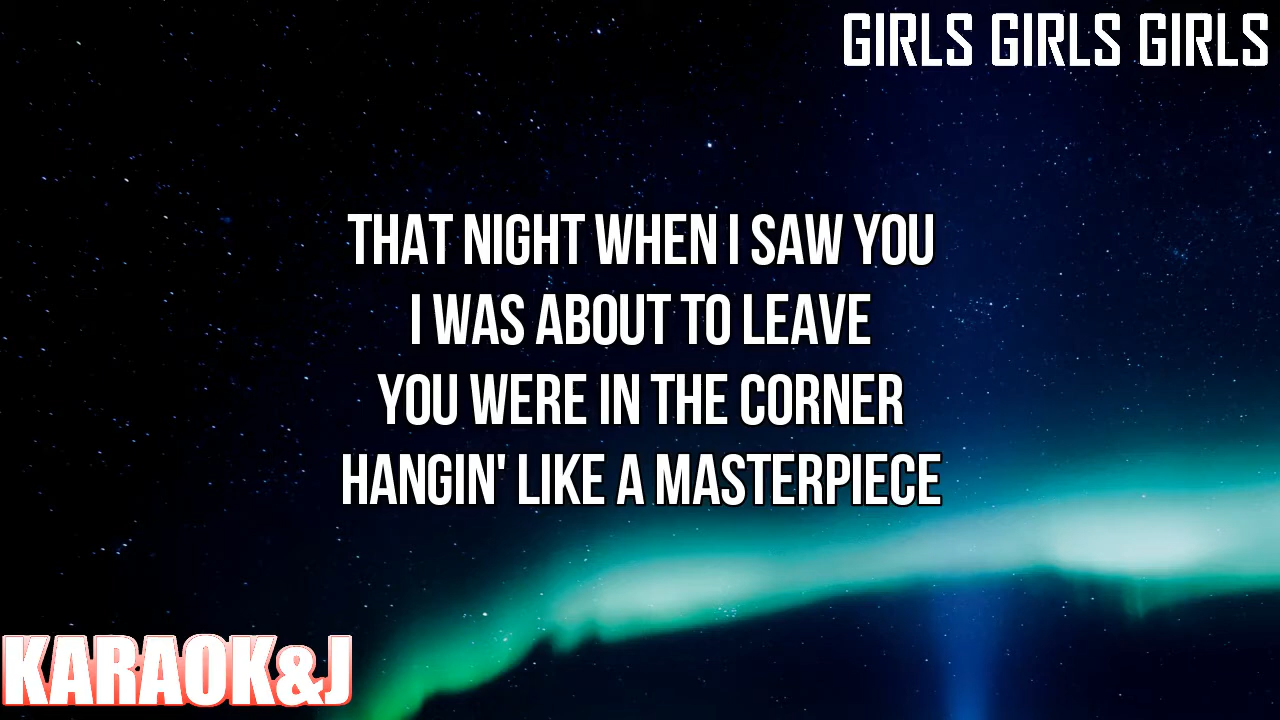 GIRLS GIRLS GIRLS
THAT NIGHT WHEN I SAW YOU
I WAS ABOUT TO LEAVE
YOU WERE IN THE CORNER
HANGIN' LIKE A MASTERPIECE
KARAOK&J